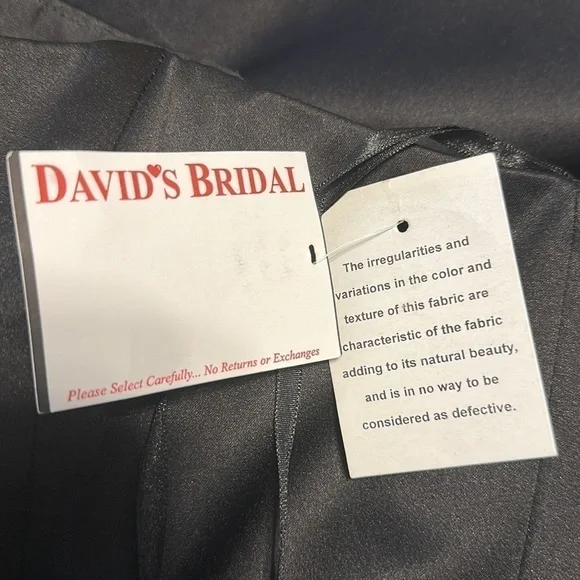 DAVID'S BRIDAL
Please Select Carefully... No Returns or Exchanges
The irregularities and
variations in the color and
texture of this fabric are
characteristic of the fabric
adding to its natural beauty,
and is in no way to be
considered as defective.